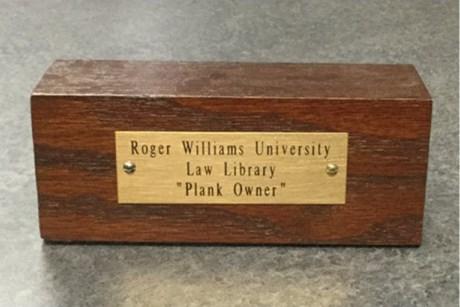 Roger Williams University
Law Library
"Plank Owner"